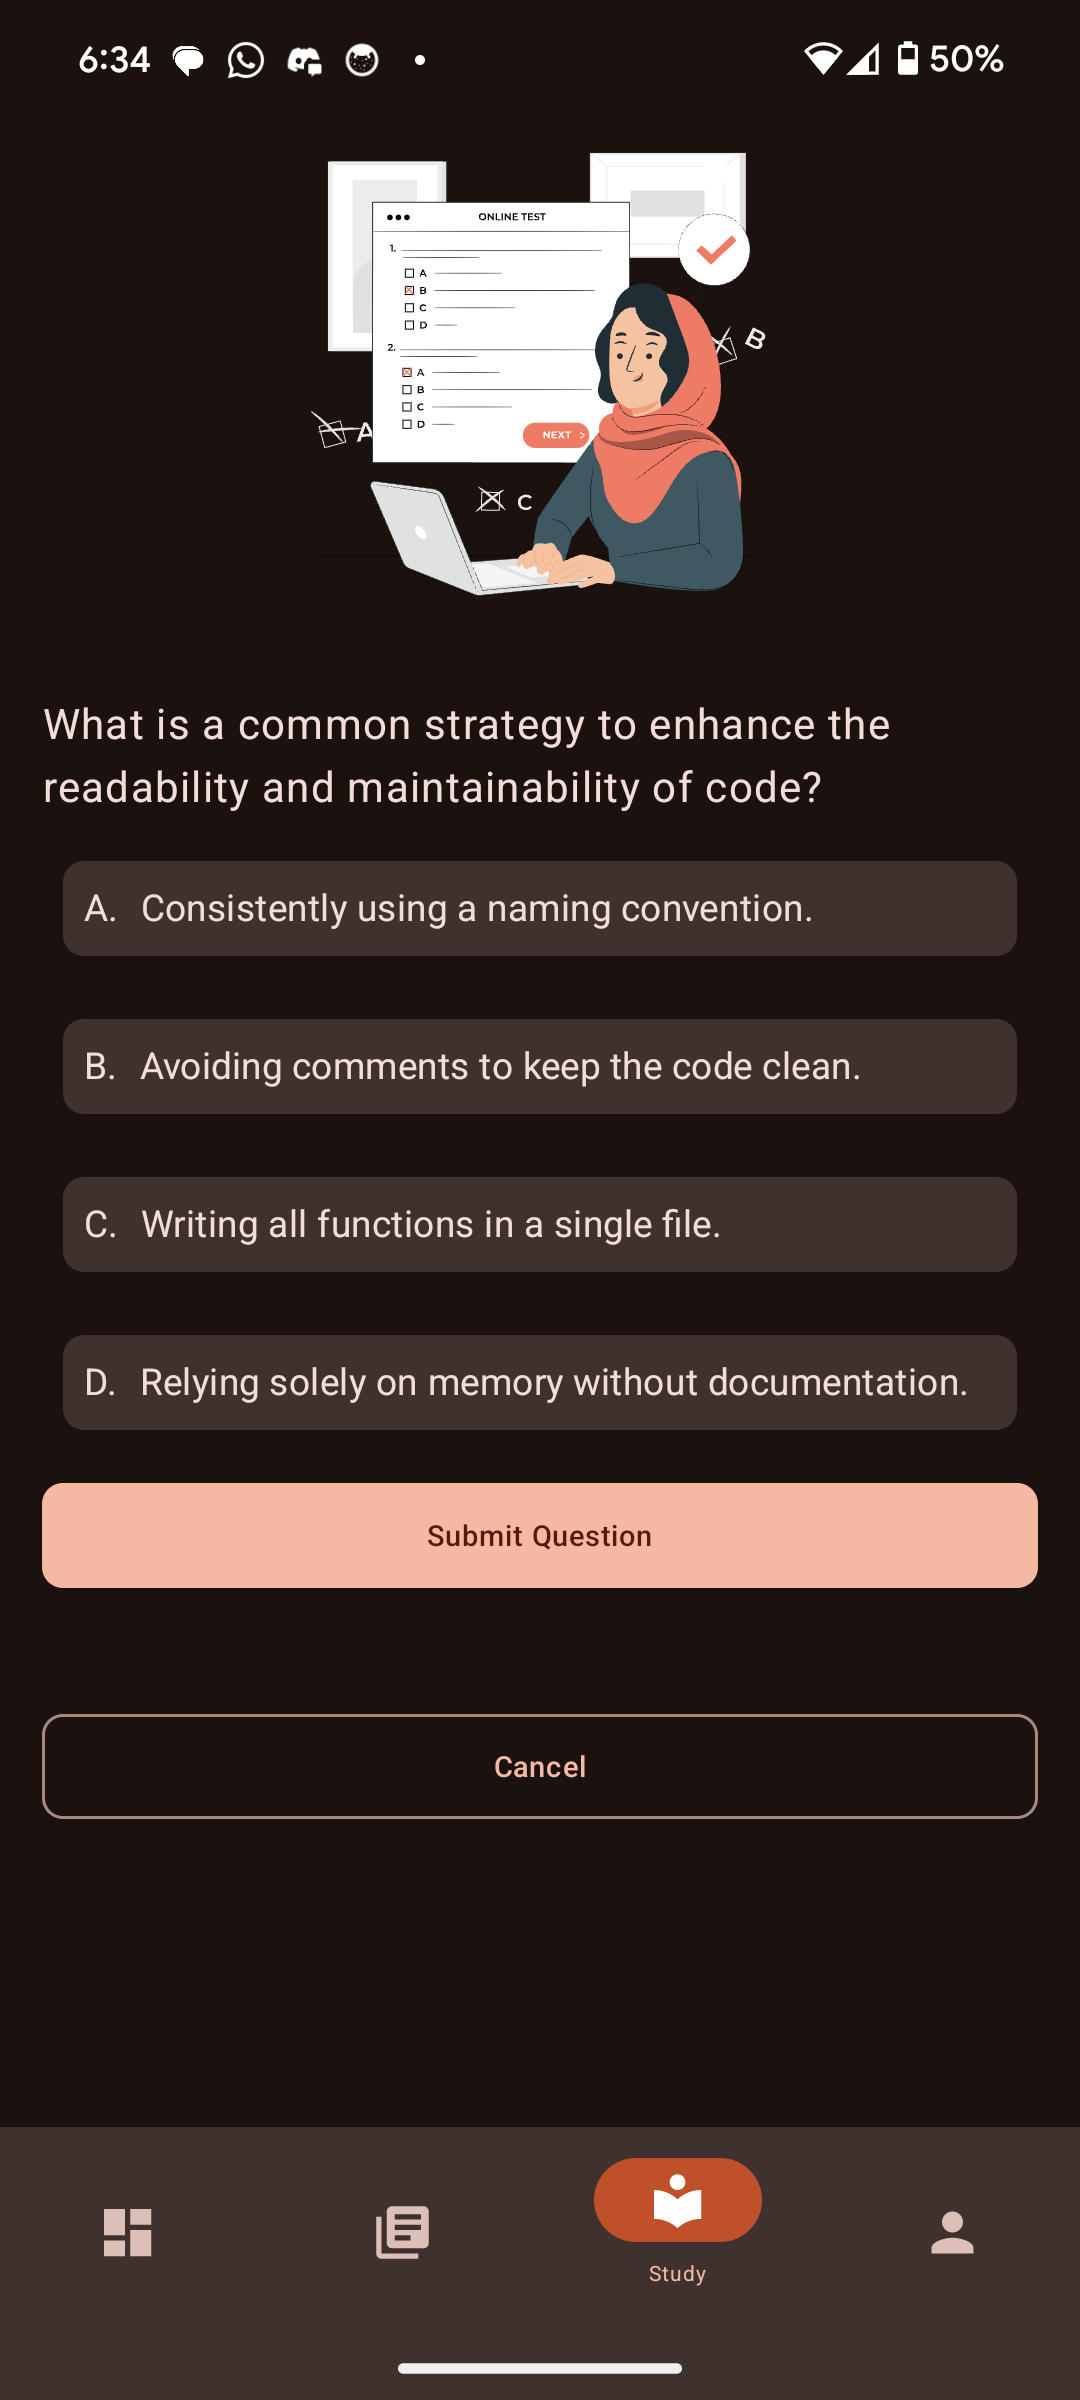 6:34
50%
ONLINE TEST
1.
A
B
C
D
2.
A
B
C
D
NEXT >
B
A
C
What is a common strategy to enhance the
readability and maintainability of code?
A. Consistently using a naming convention.
B. Avoiding comments to keep the code clean.
C. Writing all functions in a single file.
D. Relying solely on memory without documentation.
Submit Question
Cancel
Study